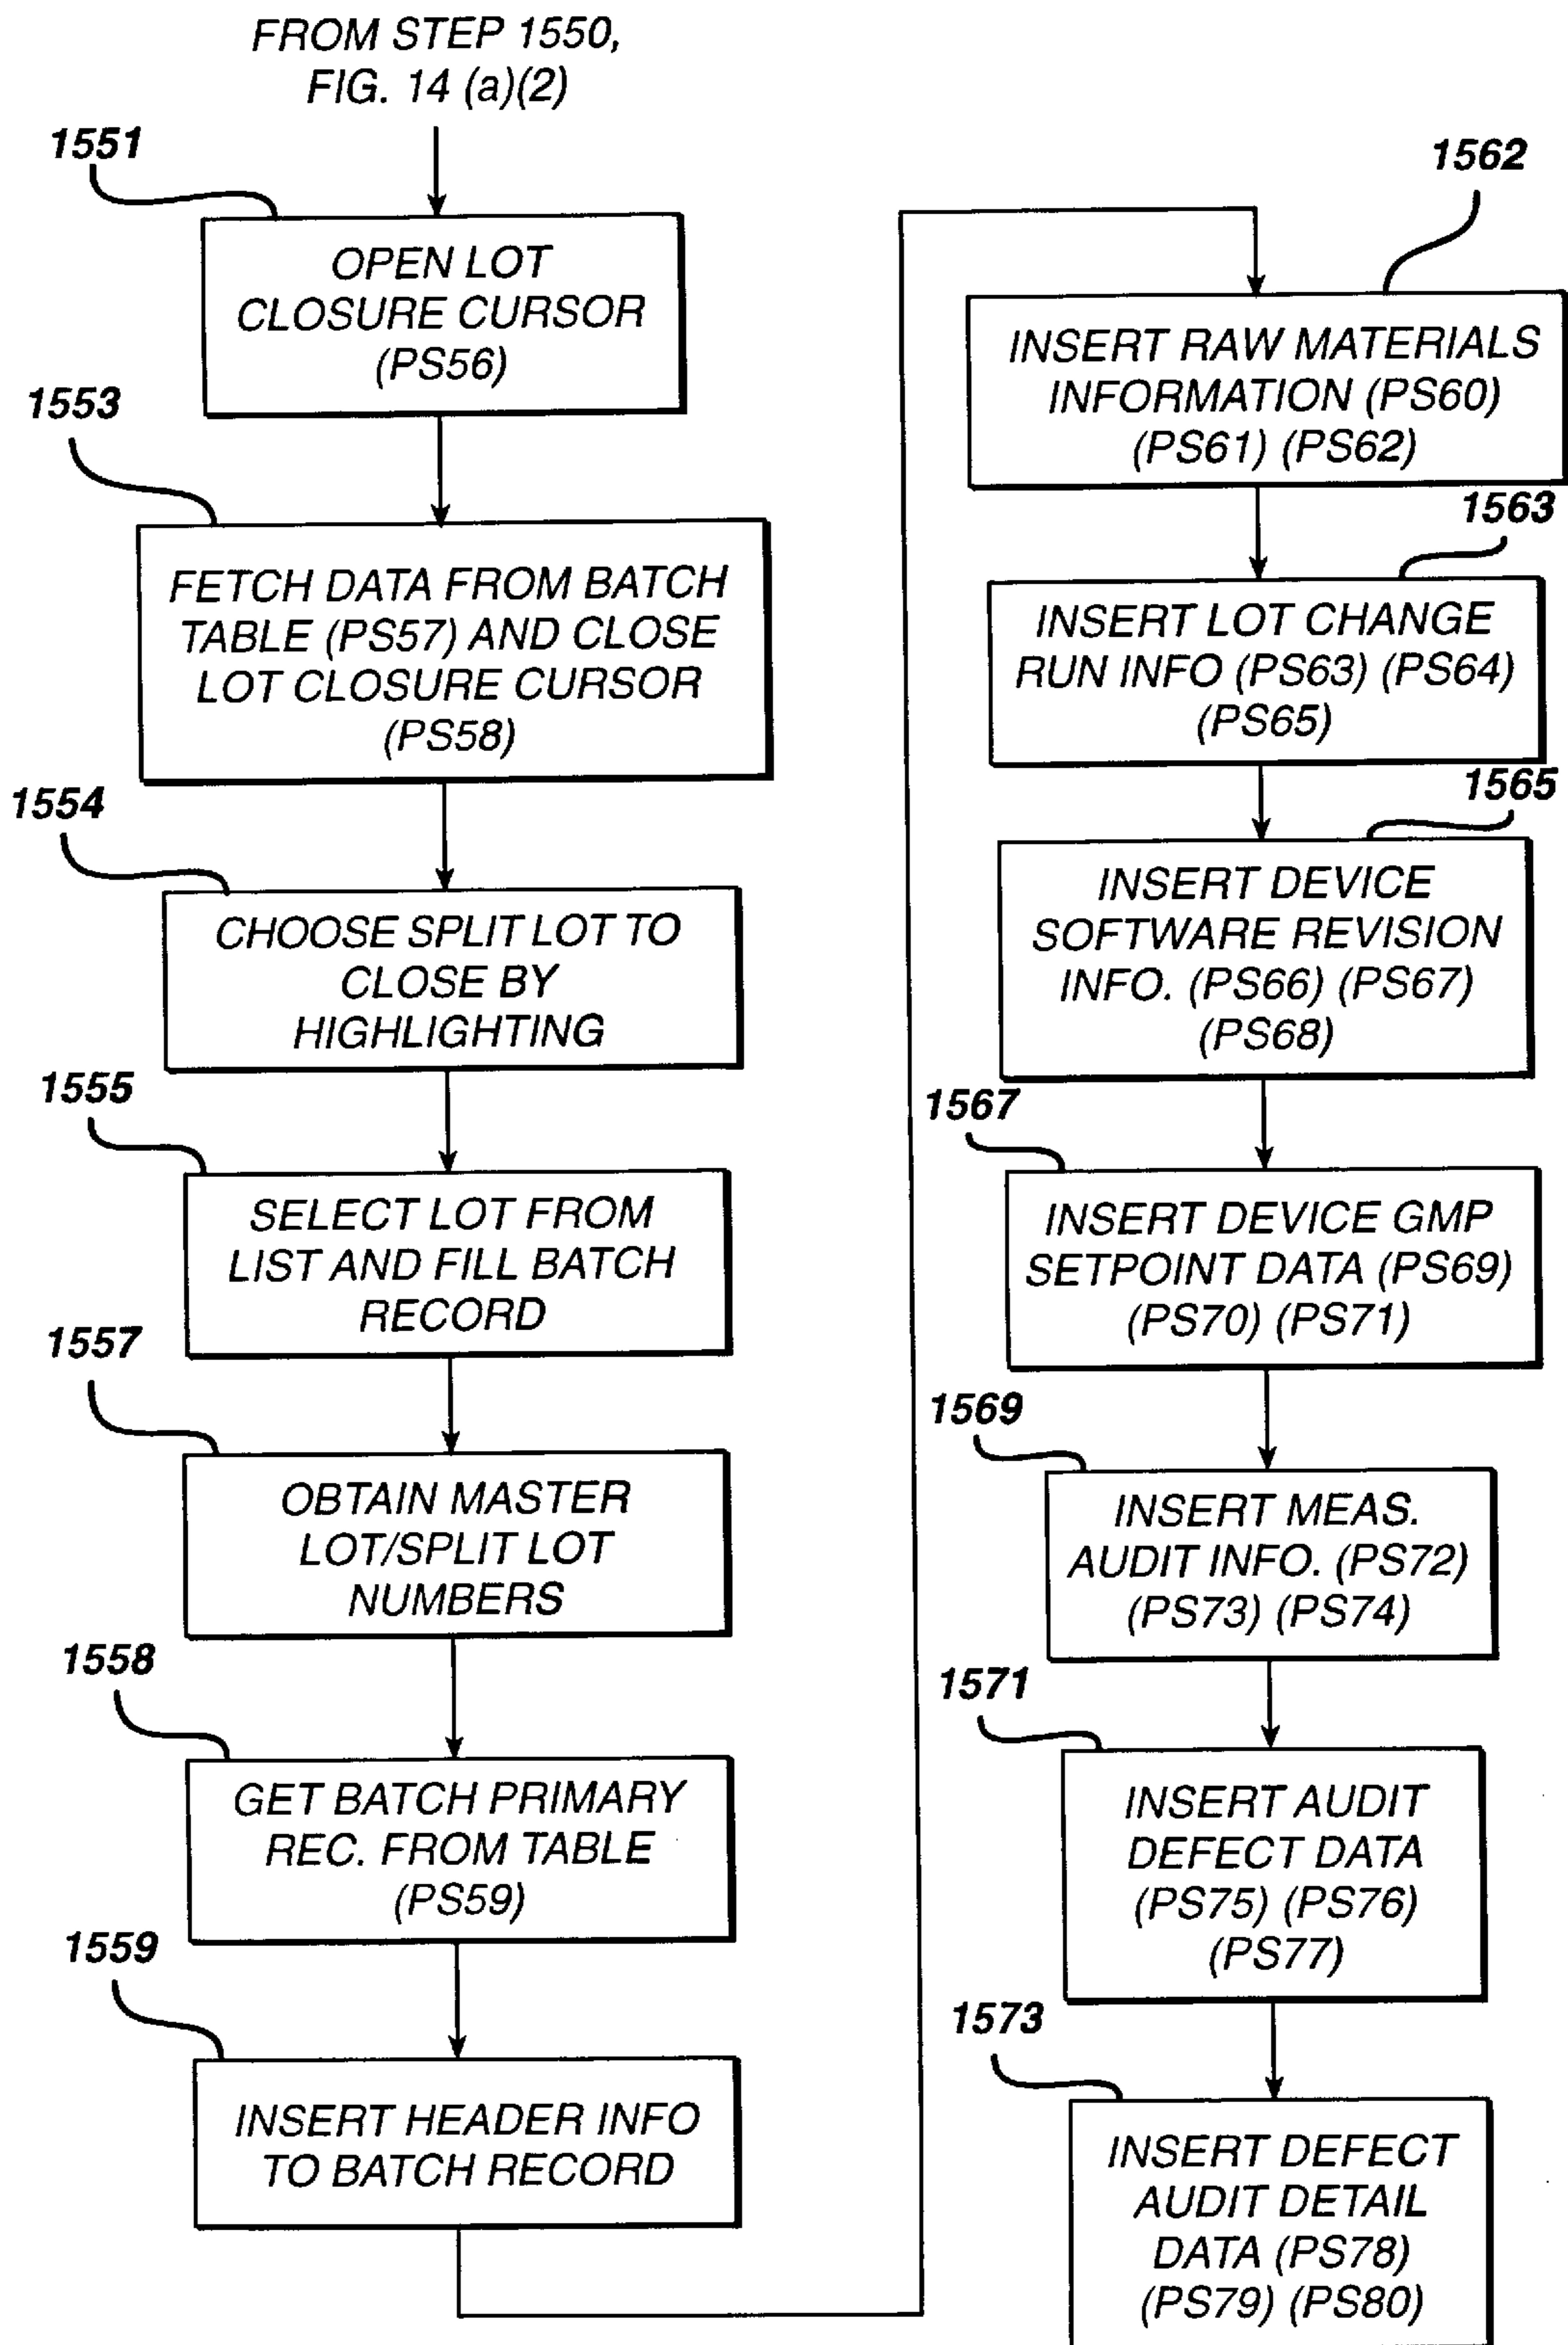 FROM STEP 1550,
FIG. 14 (a)(2)
1551
OPEN LOT
CLOSURE CURSOR
(PS56)
1553
FETCH DATA FROM BATCH
TABLE (PS57) AND CLOSE
LOT CLOSURE CURSOR
(PS58)
1554
CHOOSE SPLIT LOT TO
CLOSE BY
HIGHLIGHTING
1555
SELECT LOT FROM
LIST AND FILL BATCH
RECORD
1557
OBTAIN MASTER
LOT/SPLIT LOT
NUMBERS
1558
GET BATCH PRIMARY
REC. FROM TABLE
(PS59)
1559
INSERT HEADER INFO
TO BATCH RECORD
1562
INSERT RAW MATERIALS
INFORMATION (PS60)
(PS61) (PS62)
1563
INSERT LOT CHANGE
RUN INFO (PS63) (PS64)
(PS65)
1565
INSERT DEVICE
SOFTWARE REVISION
INFO. (PS66) (PS67)
(PS68)
1567
INSERT DEVICE GMP
SETPOINT DATA (PS69)
(PS70) (PS71)
1569
INSERT MEAS.
AUDIT INFO. (PS72)
(PS73) (PS74)
1571
INSERT AUDIT
DEFECT DATA
(PS75) (PS76)
(PS77)
1573
INSERT DEFECT
AUDIT DETAIL
DATA (PS78)
(PS79) (PS80)